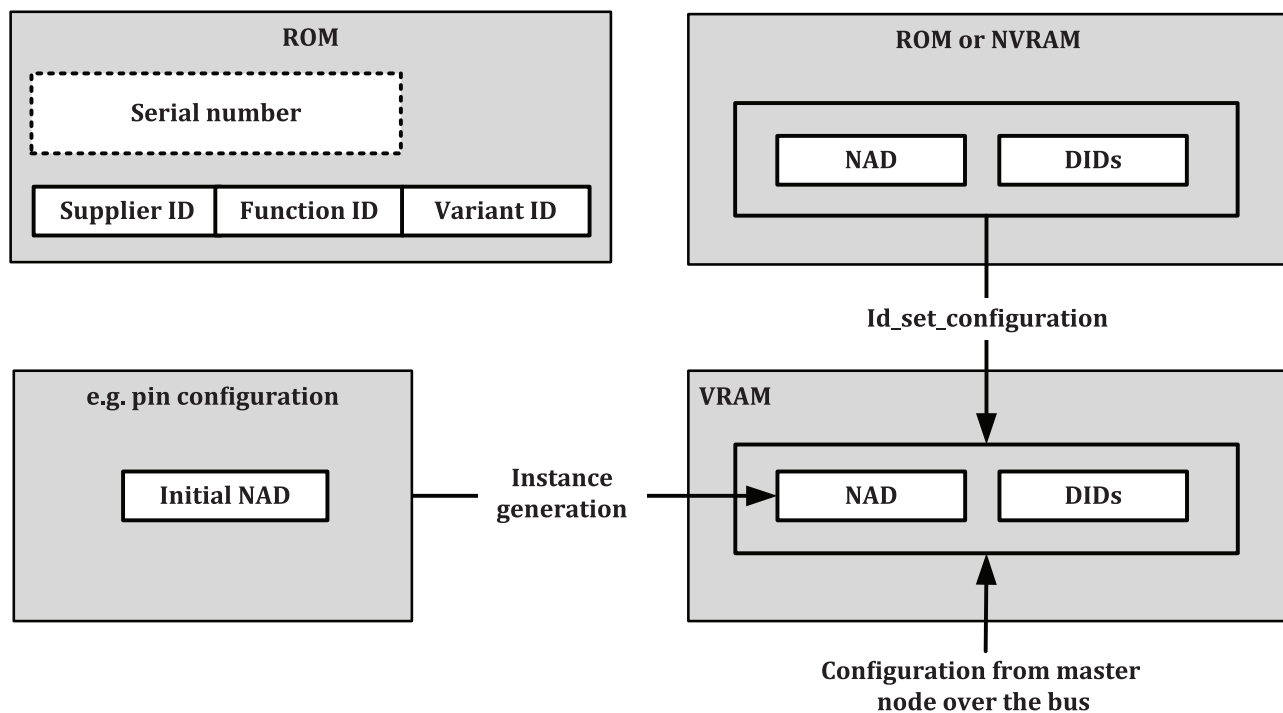 ROM
Serial number
Supplier ID
Function ID
Variant ID
ROM or NVRAM
NAD
DIDs
Id_set_configuration
e.g. pin configuration
Initial NAD
Instance
generation
VRAM
NAD
DIDs
Configuration from master
node over the bus